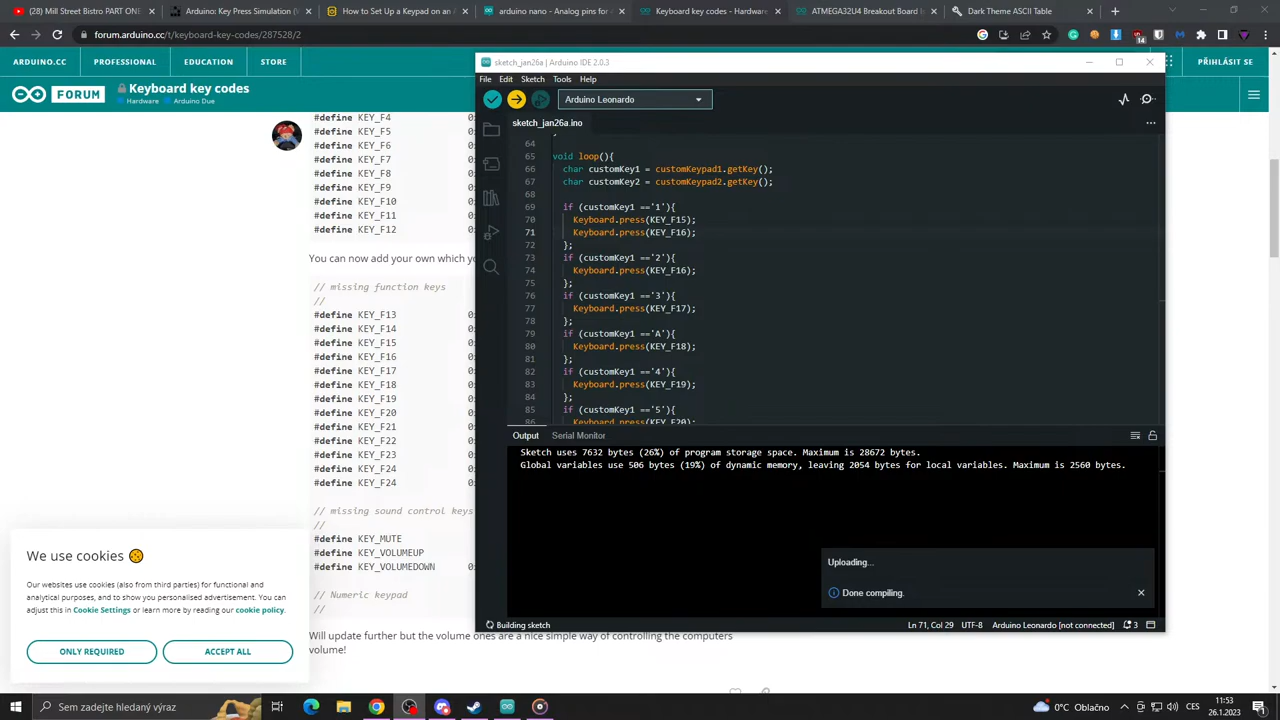 (28) Mill Street Bistro PART ON
Arduino: Key Press Simulation (
How to Set Up a Keypad on an A
arduino nano - Analog pins for
Keyboard key codes - Hardware
ATMEGA32U4 Breakout Board
Dark Theme ASCII Table
forum.arduino.cc/t/keyboard-key-codes/287528/2
14
ARDUINO.CC
PROFESSIONAL
EDUCATION
STORE
PŘIHLÁSIT SE
FORUM
Keyboard key codes
Hardware
Arduino Due
#define KEY_F4
#define KEY_F5
#define KEY_F6
#define KEY_F7
#define KEY_F8
#define KEY_F9
#define KEY_F10
#define KEY_F11
#define KEY_F12
You can now add your own which yo
// missing function keys
//
#define KEY_F13
#define KEY_F14
#define KEY_F15
#define KEY_F16
#define KEY_F17
#define KEY_F18
#define KEY_F19
#define KEY_F20
#define KEY_F21
#define KEY_F22
#define KEY_F23
#define KEY_F24
#define KEY_F24
// missing sound control keys
//
#define KEY_MUTE
#define KEY_VOLUMEUP
#define KEY_VOLUMEDOWN
// Numeric keypad
//
Will update further but the volume ones are a nice simple way of controlling the computers
volume!
We use cookies
Our websites use cookies (also from third parties) for functional and
analytical purposes, and to show you personalised advertisement. You can
adjust this in Cookie Settings or learn more by reading our cookie policy.
ONLY REQUIRED
ACCEPT ALL
sketch_jan26a | Arduino IDE 2.0.3
File Edit Sketch Tools Help
Arduino Leonardo
sketch_jan26a.ino
64
65 void loop(){
66 char customKey1 = customKeypad1.getKey();
67 char customKey2 = customKeypad2.getKey();
68
69 if (customKey1 =='1'){
70 Keyboard.press(KEY_F15);
71 Keyboard.press(KEY_F16);
72 };
73 if (customKey1 =='2'){
74 Keyboard.press(KEY_F16);
75 };
76 if (customKey1 =='3'){
77 Keyboard.press(KEY_F17);
78 };
79 if (customKey1 =='A'){
80 Keyboard.press(KEY_F18);
81 };
82 if (customKey1 =='4'){
83 Keyboard.press(KEY_F19);
84 };
85 if (customKey1 =='5'){
86 Keyboard.press(KEY_F20);
Output
Serial Monitor
Sketch uses 7632 bytes (26%) of program storage space. Maximum is 28672 bytes.
Global variables use 506 bytes (19%) of dynamic memory, leaving 2054 bytes for local variables. Maximum is 2560 bytes.
Uploading...
Done compiling.
Building sketch
Ln 71, Col 29 UTF-8 Arduino Leonardo [not connected] 3
Sem zadejte hledaný výraz
0°C Oblačno
CES
11:53
26.1.2023